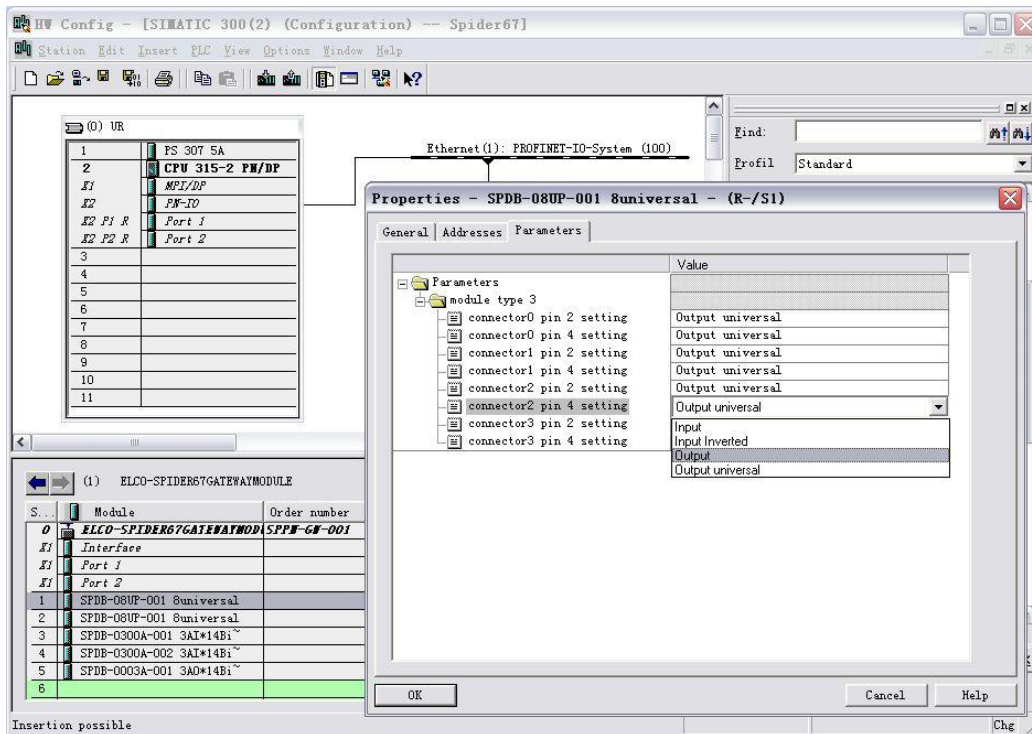 HW Config - [SIMATIC 300(2) (Configuration) -- Spider67]
Station Edit Insert PLC View Options Window Help
(0) UR
1 PS 307 5A
2 CPU 315-2 PN/DP
X1 MPI/DP
X2 PN-IO
X2 P1 R Port 1
X2 P2 R Port 2
3
4
5
6
7
8
9
10
11
Ethernet(1): PROFINET-IO-System (100)
Find:
Profil Standard
Properties - SPDB-08UP-001 8universal - (R-/S1)
General Addresses Parameters
Value
Parameters
module type 3
connector0 pin 2 setting Output universal
connector0 pin 4 setting Output universal
connector1 pin 2 setting Output universal
connector1 pin 4 setting Output universal
connector2 pin 2 setting Output universal
connector2 pin 4 setting Output universal
connector3 pin 2 setting Input
connector3 pin 4 setting Input Inverted
Output
Output universal
OK Cancel Help
(1) ELCO-SPIDER67GATEWAYMODULE
S... Module Order number
0 ELCO-SPIDER67GATEWAYMOD SPPN-GW-001
X1 Interface
X1 Port 1
X1 Port 2
1 SPDB-08UP-001 8universal
2 SPDB-08UP-001 8universal
3 SPDB-0300A-001 3AI*14Bi~
4 SPDB-0300A-002 3AI*14Bi~
5 SPDB-0003A-001 3AO*14Bi~
6
Insertion possible Chg